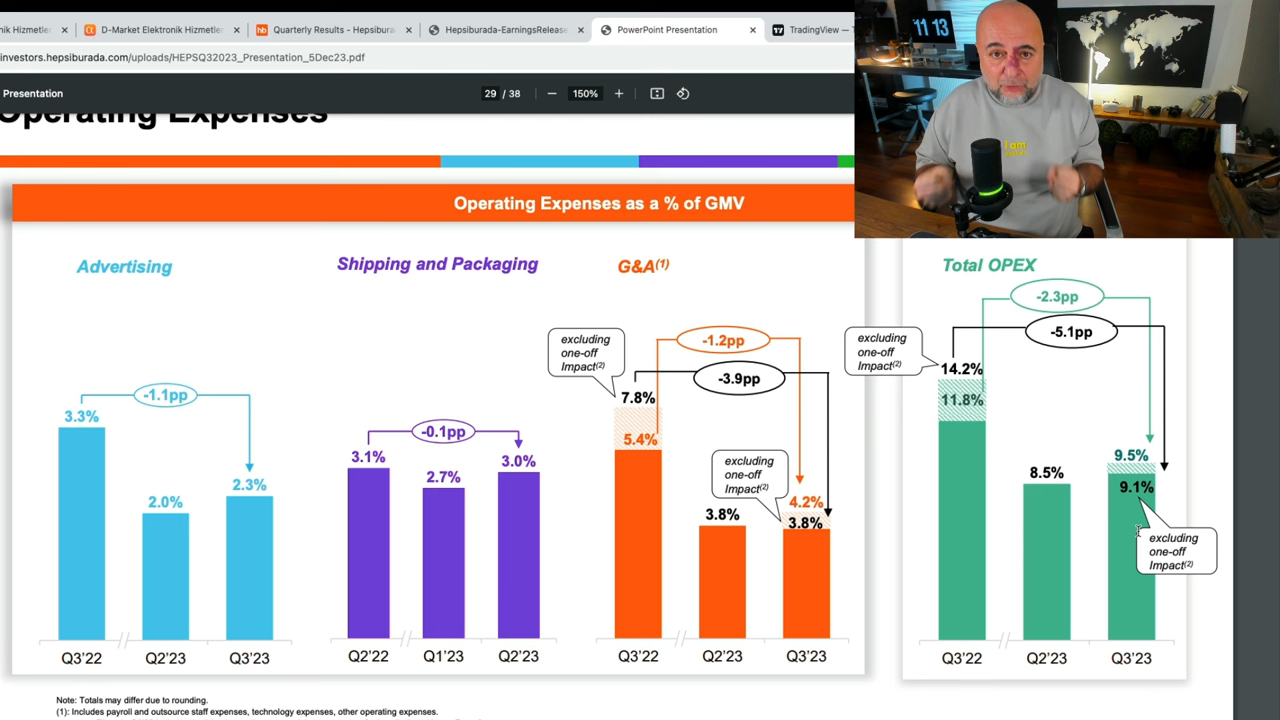 nik Hizmetler
D-Market Elektronik Hizmetler
Quarterly Results - Hepsibura
Hepsiburada-EarningsRelease
PowerPoint Presentation
TradingView —
investors.hepsiburada.com/uploads/HEPSQ32023_Presentation_5Dec23.pdf
Presentation
29 / 38
150%
11 13
I am
Operating Expenses
Operating Expenses as a % of GMV
Advertising
-1.1pp
3.3%
2.0%
2.3%
Q3'22
Q2'23
Q3'23
Shipping and Packaging
-0.1pp
3.1%
2.7%
3.0%
Q2'22
Q1'23
Q2'23
G&A(1)
-1.2pp
-3.9pp
excluding
one-off
Impact(2)
7.8%
5.4%
excluding
one-off
Impact(2)
3.8%
4.2%
3.8%
Q3'22
Q2'23
Q3'23
Total OPEX
-2.3pp
-5.1pp
excluding
one-off
Impact(2)
14.2%
11.8%
8.5%
9.5%
9.1%
excluding
one-off
Impact(2)
Q3'22
Q2'23
Q3'23
Note: Totals may differ due to rounding.
(1): Includes payroll and outsource staff expenses, technology expenses, other operating expenses.